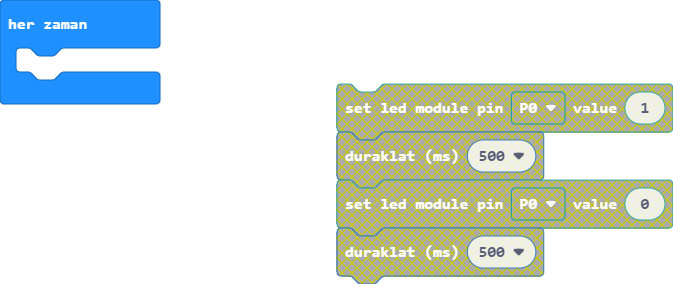 her zaman
set led module pin P0 value 1
duraklat (ms) 500
set led module pin P0 value 0
duraklat (ms) 500